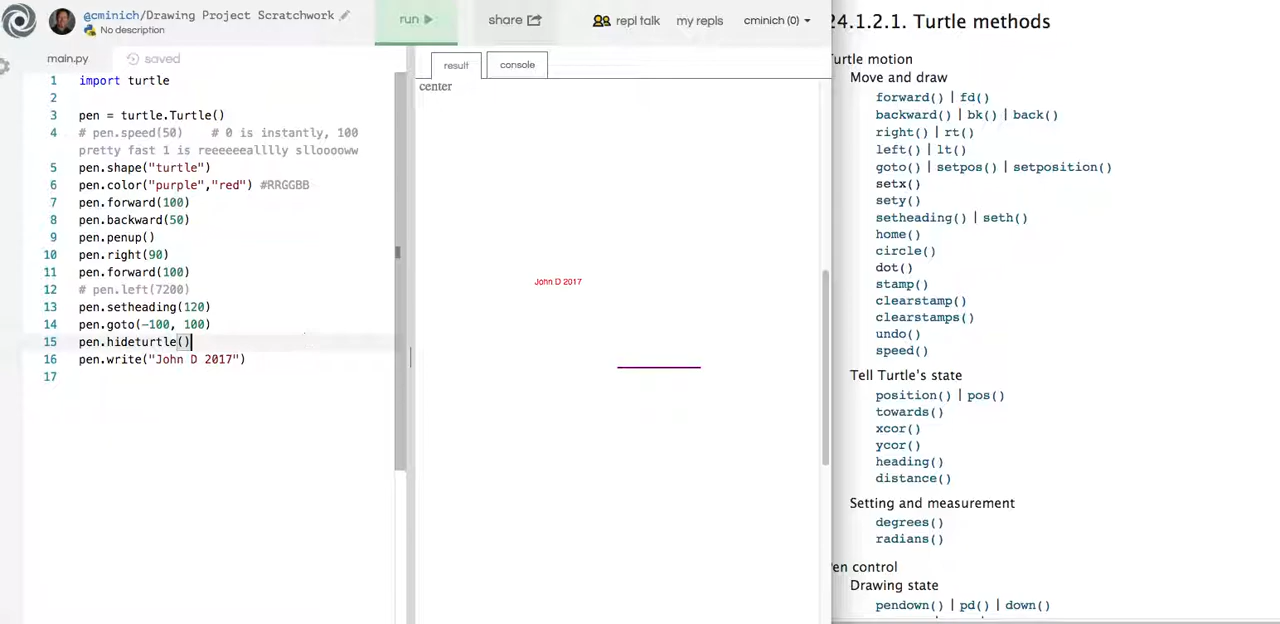 @cminich/Drawing Project Scratchwork
No description
run
share
repl talk
my repls
cminich (0)
main.py
saved
1 import turtle
2
3 pen = turtle.Turtle()
4 # pen.speed(50) # 0 is instantly, 100
pretty fast 1 is reeeeeealllly sllooooww
5 pen.shape("turtle")
6 pen.color("purple","red") #RRGGBB
7 pen.forward(100)
8 pen.backward(50)
9 pen.penup()
10 pen.right(90)
11 pen.forward(100)
12 # pen.left(7200)
13 pen.setheading(120)
14 pen.goto(-100, 100)
15 pen.hideturtle()
16 pen.write("John D 2017")
17
result
console
center
John D 2017
24.1.2.1. Turtle methods
urtle motion
Move and draw
forward() | fd()
backward() | bk() | back()
right() | rt()
left() | lt()
goto() | setpos() | setposition()
setx()
sety()
setheading() | seth()
home()
circle()
dot()
stamp()
clearstamp()
clearstamps()
undo()
speed()
Tell Turtle's state
position() | pos()
towards()
xcor()
ycor()
heading()
distance()
Setting and measurement
degrees()
radians()
en control
Drawing state
pendown() | pd() | down()